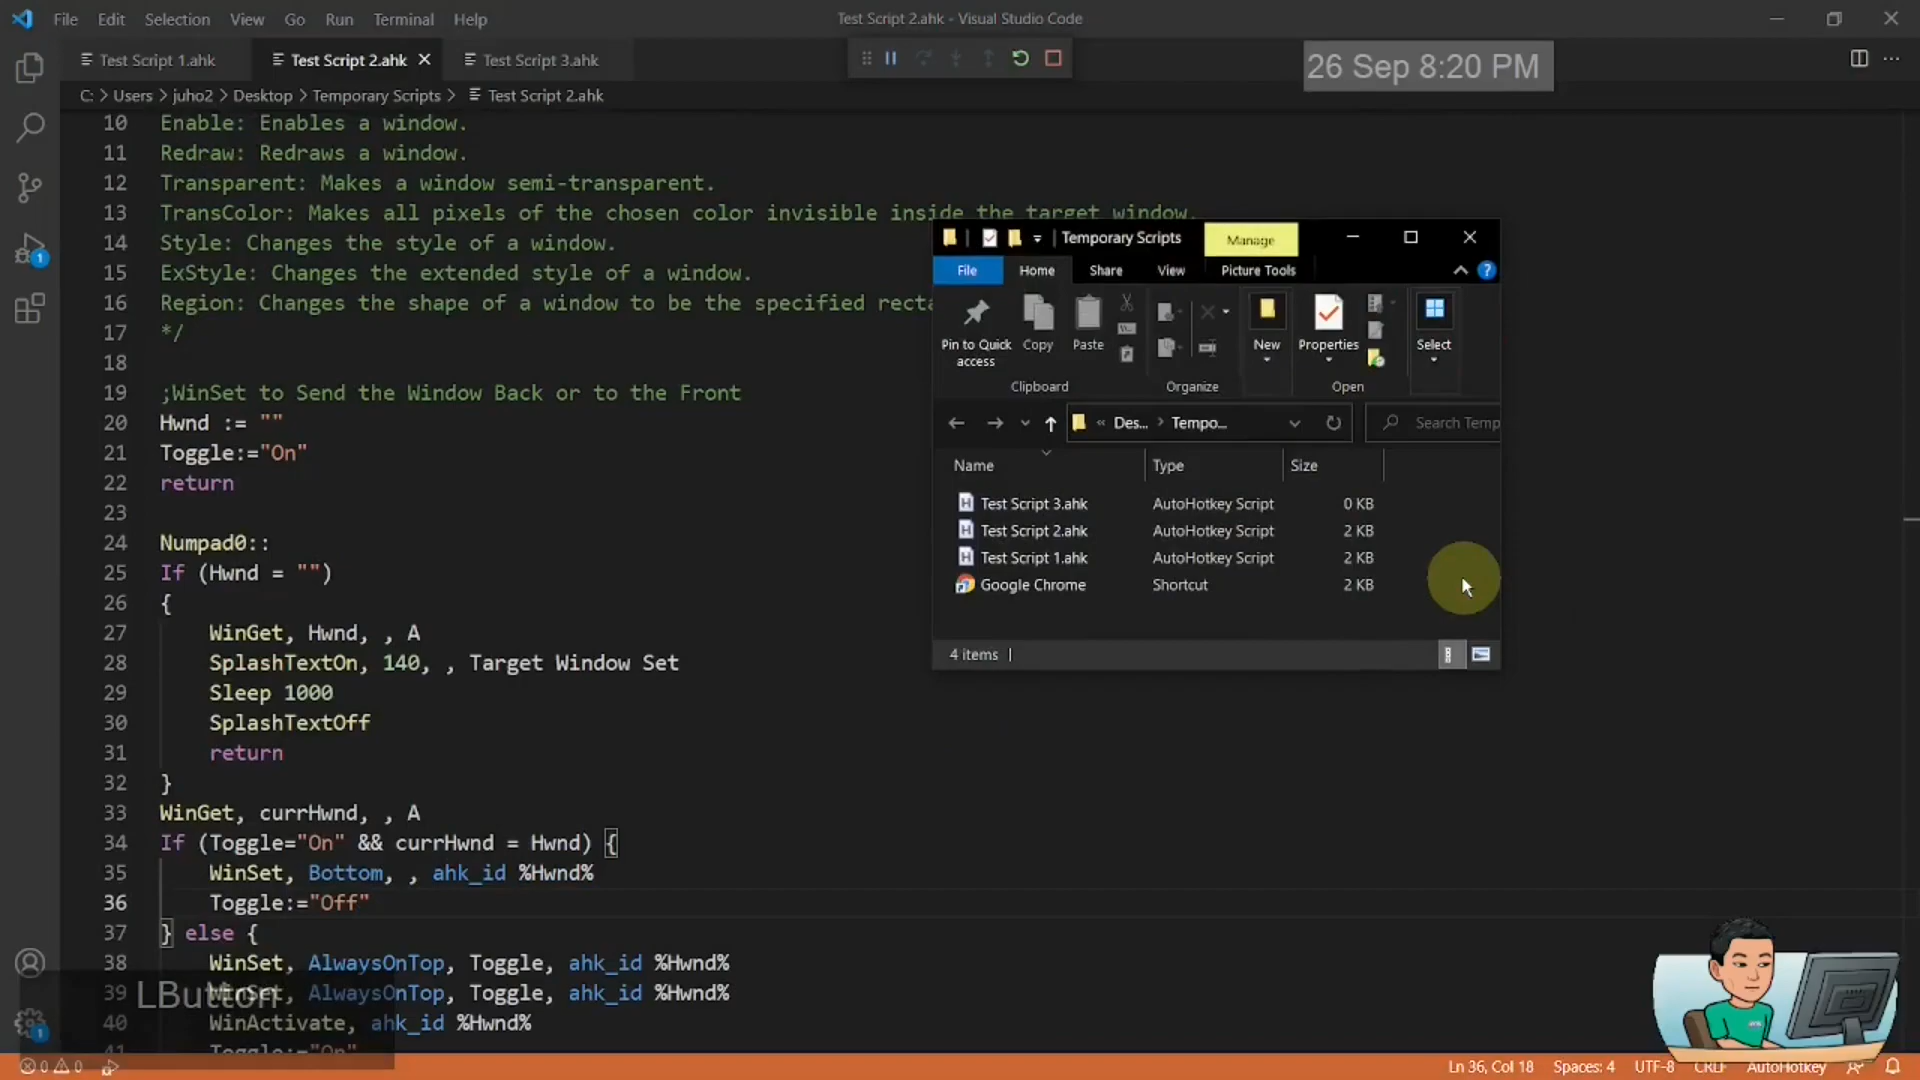 File Edit Selection View Go Run Terminal Help
Test Script 2.ahk - Visual Studio Code
Test Script 1.ahk
Test Script 2.ahk
Test Script 3.ahk
26 Sep 8:20 PM
C: > Users > juho2 > Desktop > Temporary Scripts > Test Script 2.ahk
10 Enable: Enables a window.
11 Redraw: Redraws a window.
12 Transparent: Makes a window semi-transparent.
13 TransColor: Makes all pixels of the chosen color invisible inside the target window.
14 Style: Changes the style of a window.
15 ExStyle: Changes the extended style of a window.
16 Region: Changes the shape of a window to be the specified
17 */
18
19 ;WinSet to Send the Window Back or to the Front
20 Hwnd := ""
21 Toggle:="On"
22 return
23
24 Numpad0::
25 If (Hwnd = "")
26 {
27 WinGet, Hwnd, , A
28 SplashTextOn, 140, , Target Window Set
29 Sleep 1000
30 SplashTextOff
31 return
32 }
33 WinGet, currHwnd, , A
34 If (Toggle="On" && currHwnd = Hwnd) {
35 WinSet, Bottom, , ahk_id %Hwnd%
36 Toggle:="Off"
37 } else {
38 WinSet, AlwaysOnTop, Toggle, ahk_id %Hwnd%
39 WinSet, AlwaysOnTop, Toggle, ahk_id %Hwnd%
40 WinActivate, ahk_id %Hwnd%
41 Toggle:="On"
LButton
Temporary Scripts
Manage
File Home Share View Picture Tools
Pin to Quick access
Copy
Paste
New
Properties
Select
Clipboard
Organize
Open
« Des... > Tempo...
Search Temp
Name Type Size
Test Script 3.ahk AutoHotkey Script 0 KB
Test Script 2.ahk AutoHotkey Script 2 KB
Test Script 1.ahk AutoHotkey Script 2 KB
Google Chrome Shortcut 2 KB
4 items
1
1
0 0
Ln 36, Col 18 Spaces: 4 UTF-8 CRLF AutoHotkey